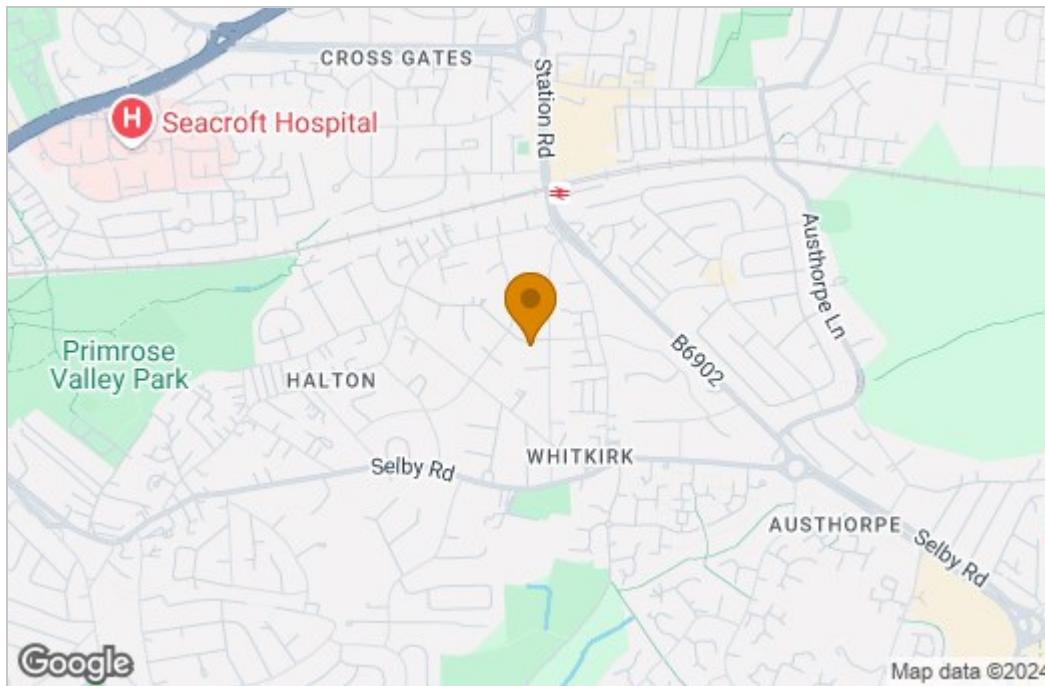 CROSS GATES
Station Rd
H
Seacroft Hospital
Austhorpe Ln
Primrose
Valley Park
HALTON
B6902
Selby Rd
WHITKIRK
AUSTHORPE
Selby Rd
Google
Map data ©2024